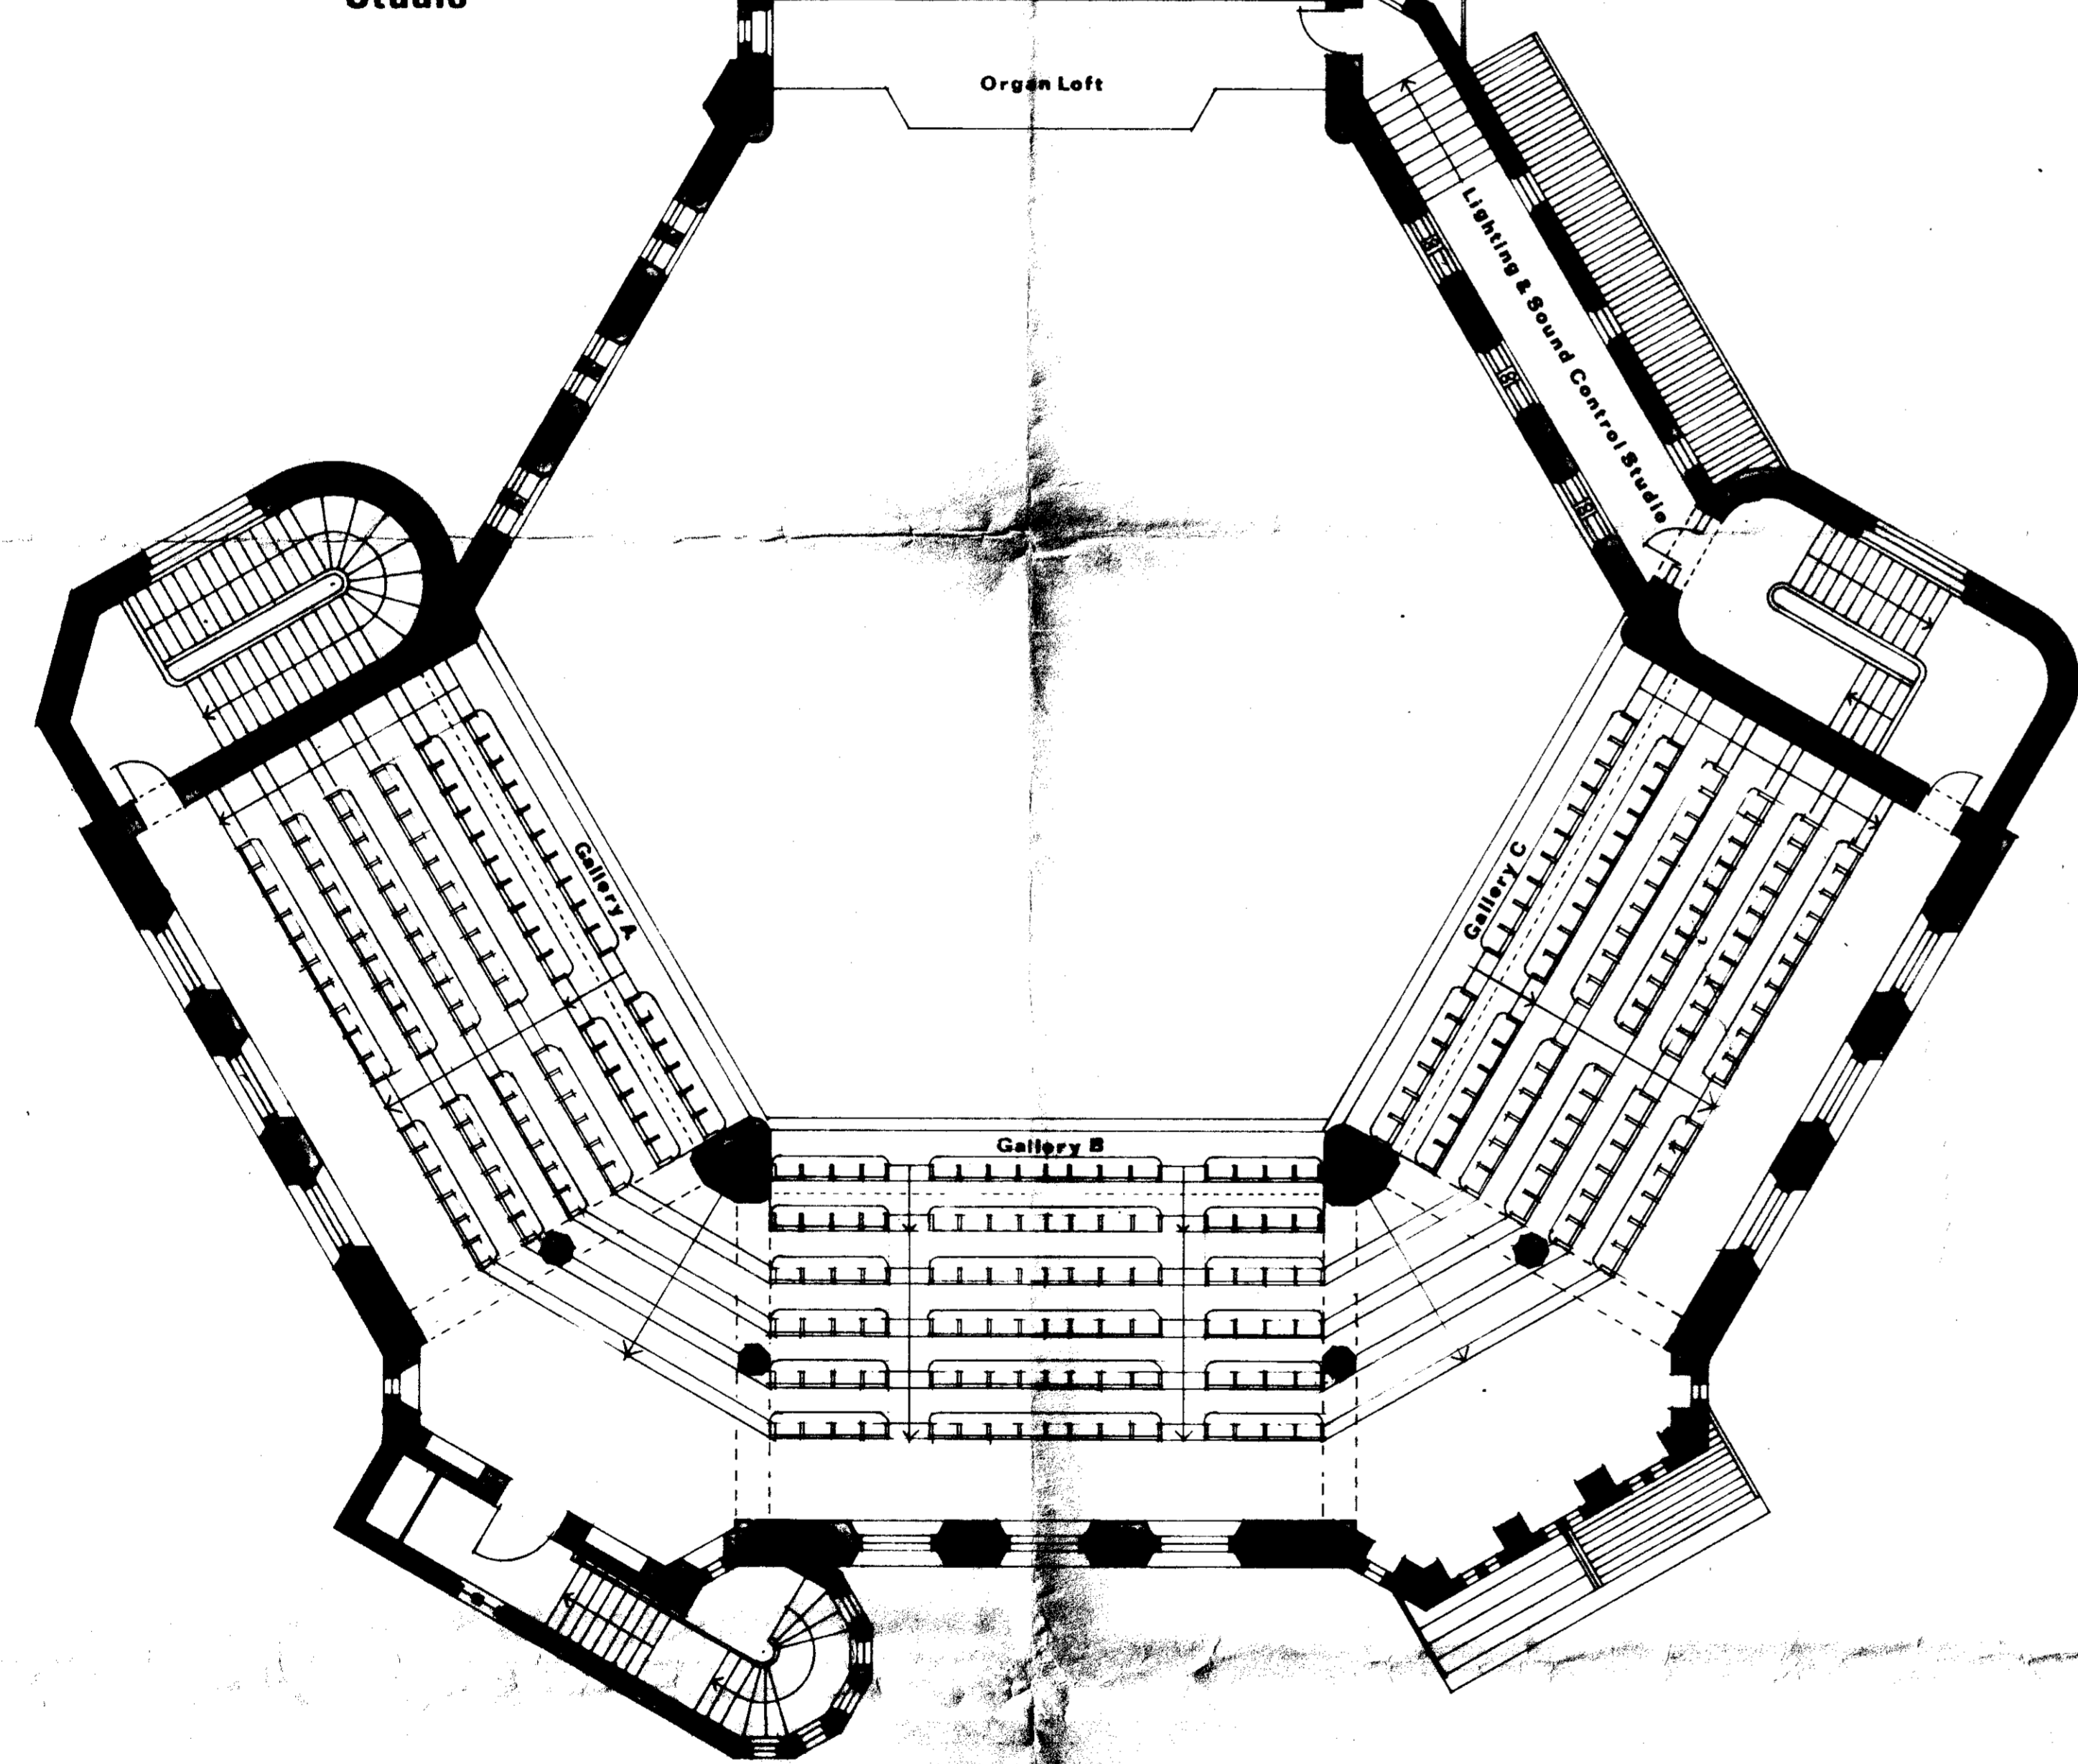 Studio
Organ Loft
Lighting & Sound Control Studio
Gallery A
Gallery C
Gallery B